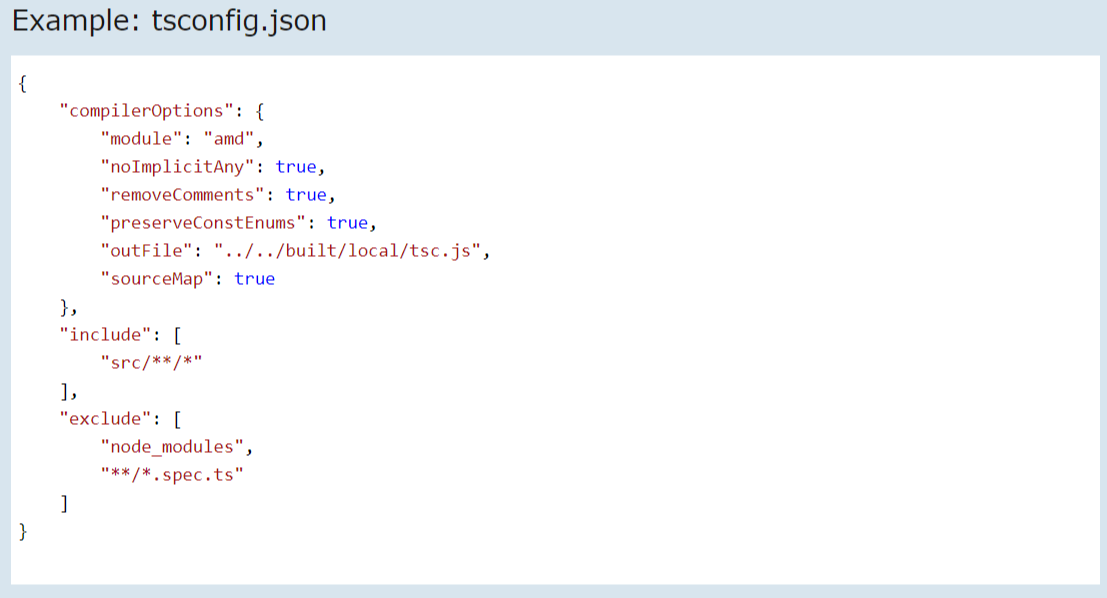 Example: tsconfig.json
{
    "compilerOptions": {
        "module": "amd",
        "noImplicitAny": true,
        "removeComments": true,
        "preserveConstEnums": true,
        "outFile": "../../built/local/tsc.js",
        "sourceMap": true
    },
    "include": [
        "src/**/*"
    ],
    "exclude": [
        "node_modules",
        "**/*.spec.ts"
    ]
}